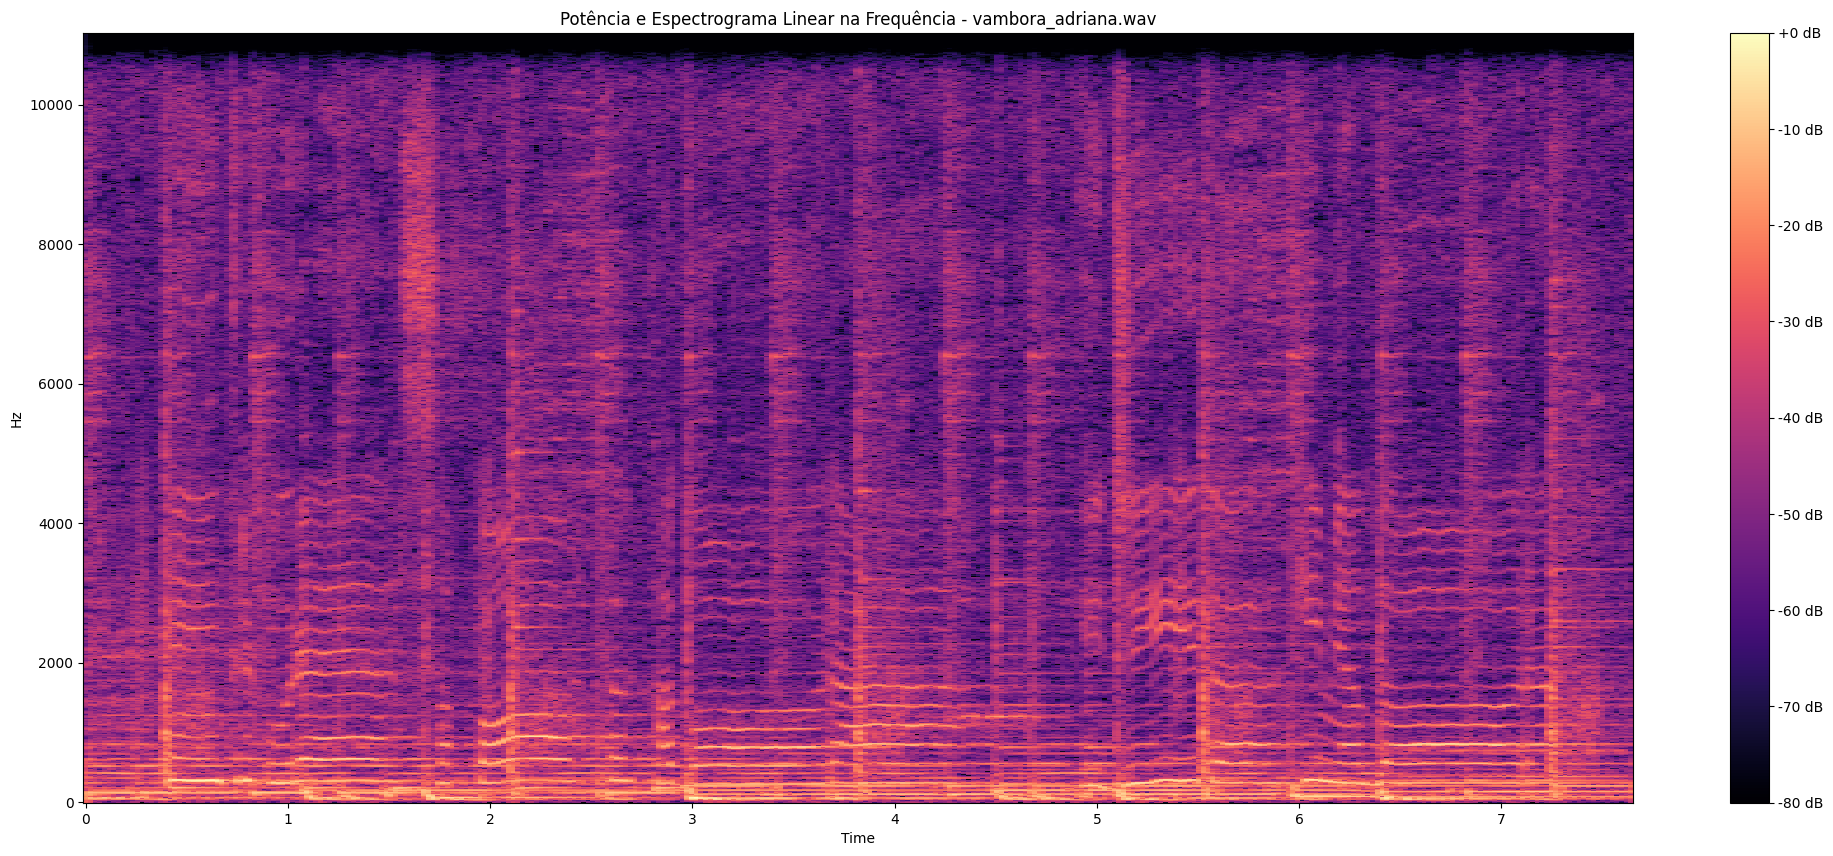 Potência e Espectrograma Linear na Frequência - vambora_adriana.wav
Hz
10000
8000
6000
4000
2000
0
0 1 2 3 4 5 6 7
Time
+0 dB
-10 dB
-20 dB
-30 dB
-40 dB
-50 dB
-60 dB
-70 dB
-80 dB